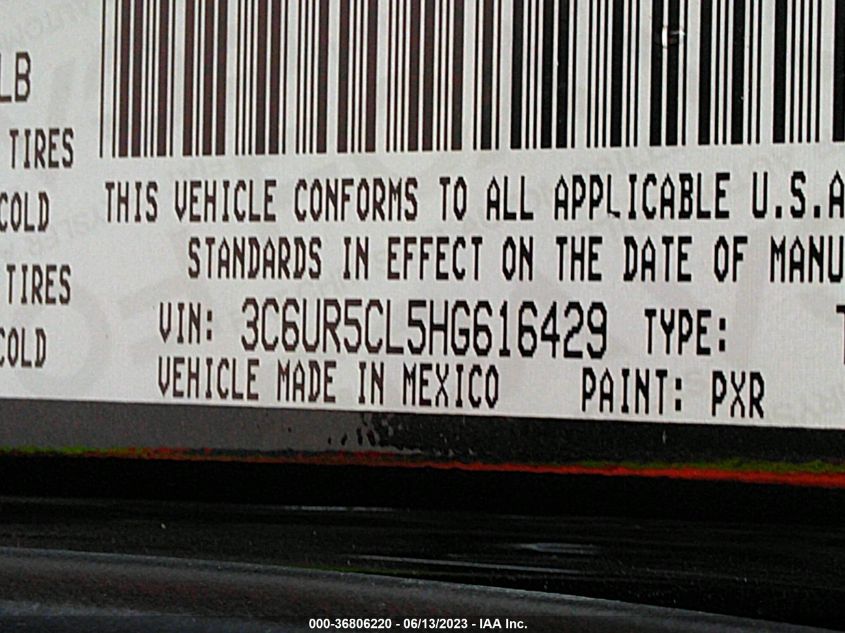 LB
TIRES
COLD
TIRES
COLD
THIS VEHICLE CONFORMS TO ALL APPLICABLE U.S.A
STANDARDS IN EFFECT ON THE DATE OF MANU
VIN: 3C6UR5CL5HG616429 TYPE: T
VEHICLE MADE IN MEXICO PAINT: PXR
000-36806220 - 06/13/2023 - IAA Inc.